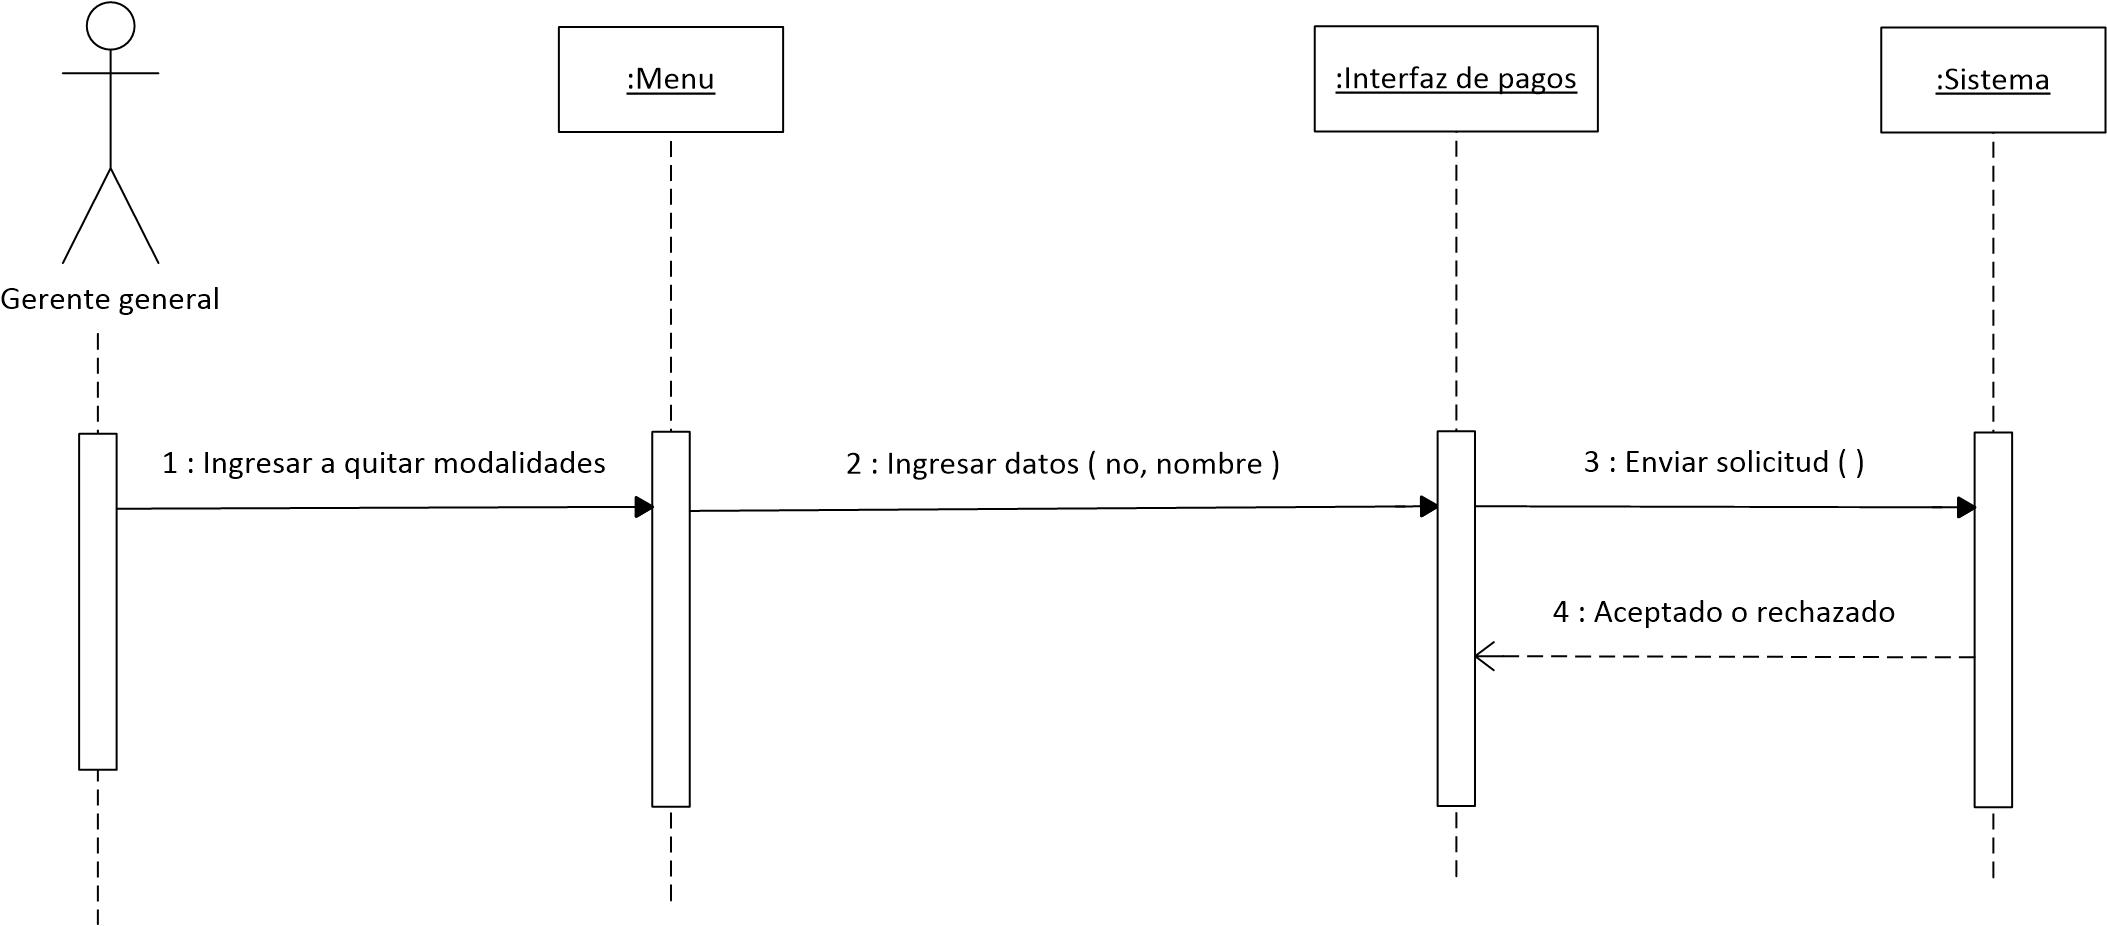 :Menu
:Interfaz de pagos
:Sistema
Gerente general
1 : Ingresar a quitar modalidades
2 : Ingresar datos ( no, nombre )
3 : Enviar solicitud ( )
4 : Aceptado o rechazado